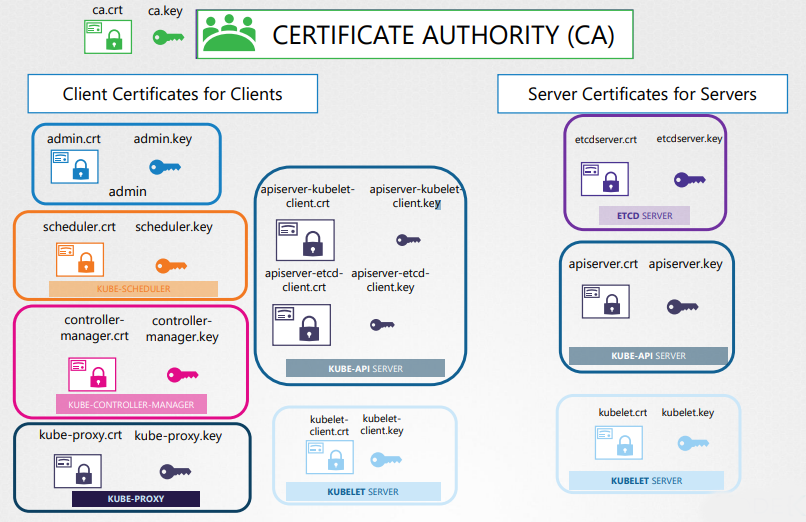 ca.crt ca.key
CERTIFICATE AUTHORITY (CA)
Client Certificates for Clients
Server Certificates for Servers
admin.crt admin.key
admin
scheduler.crt scheduler.key
KUBE-SCHEDULER
controller-
manager.crt
controller-
manager.key
KUBE-CONTROLLER-MANAGER
kube-proxy.crt kube-proxy.key
KUBE-PROXY
apiserver-kubelet-
client.crt
apiserver-kubelet-
client.key
apiserver-etcd-
client.crt
apiserver-etcd-
client.key
KUBE-API SERVER
kubelet-
client.crt
kubelet-
client.key
KUBELET SERVER
etcdserver.crt etcdserver.key
ETCD SERVER
apiserver.crt apiserver.key
KUBE-API SERVER
kubelet.crt kubelet.key
KUBELET SERVER